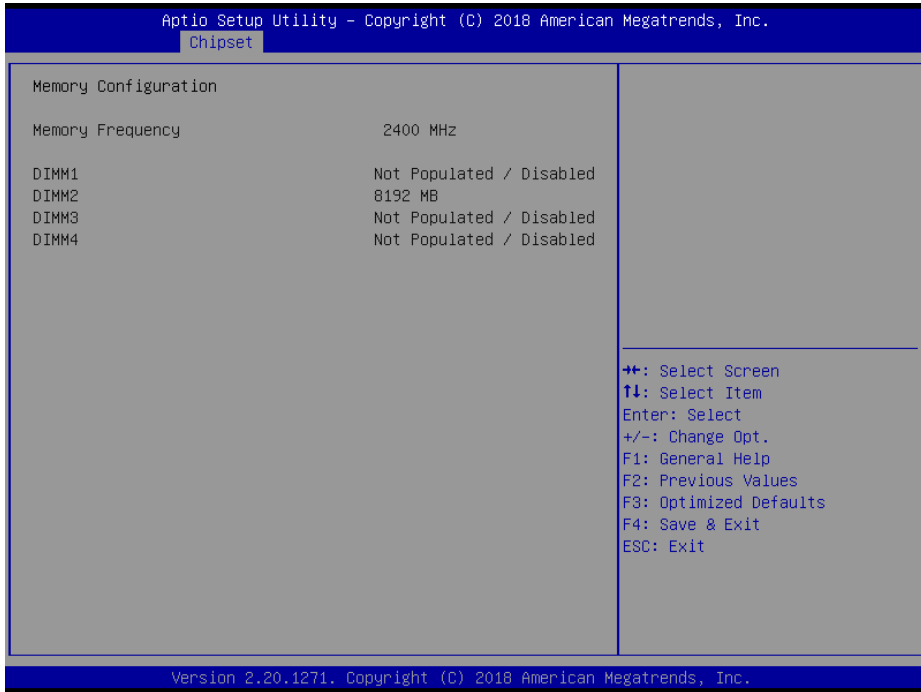 Aptio Setup Utility – Copyright (C) 2018 American Megatrends, Inc.
Chipset
Memory Configuration
Memory Frequency 2400 MHz
DIMM1 Not Populated / Disabled
DIMM2 8192 MB
DIMM3 Not Populated / Disabled
DIMM4 Not Populated / Disabled
→←: Select Screen
↑↓: Select Item
Enter: Select
+/-: Change Opt.
F1: General Help
F2: Previous Values
F3: Optimized Defaults
F4: Save & Exit
ESC: Exit
Version 2.20.1271. Copyright (C) 2018 American Megatrends, Inc.